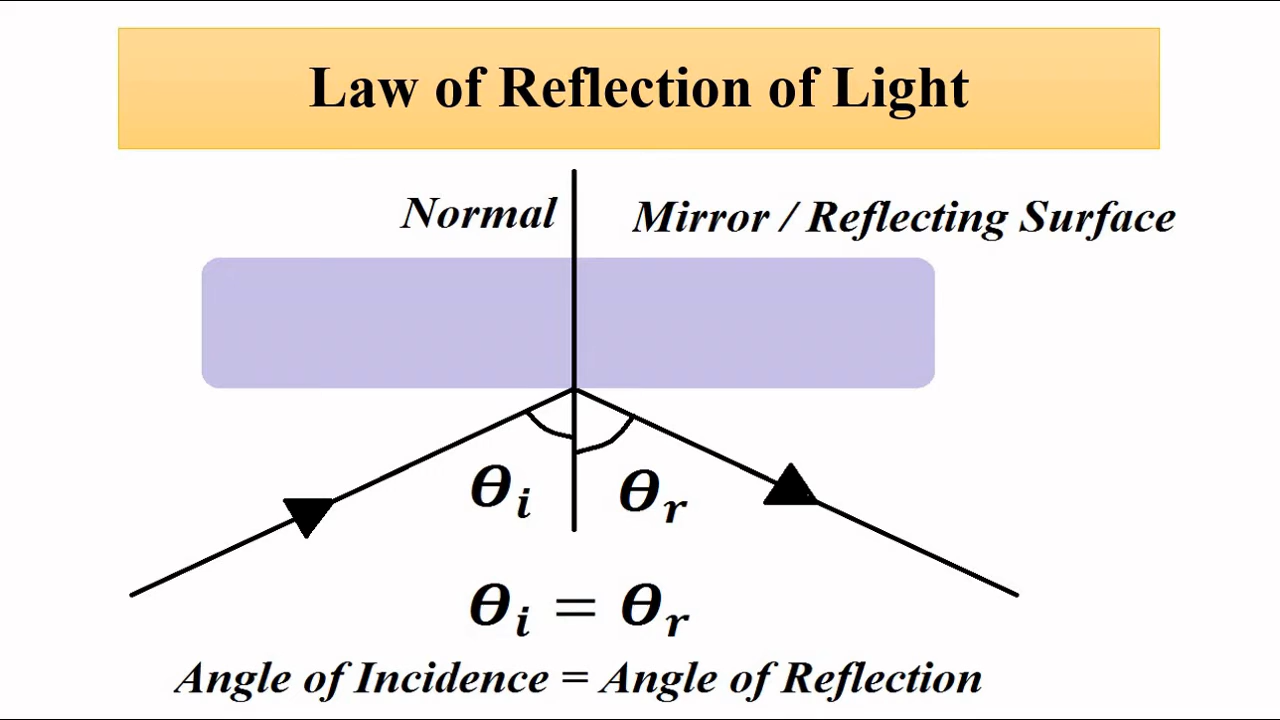 Law of Reflection of Light
Normal
Mirror / Reflecting Surface
θi
θr
θi = θr
Angle of Incidence = Angle of Reflection